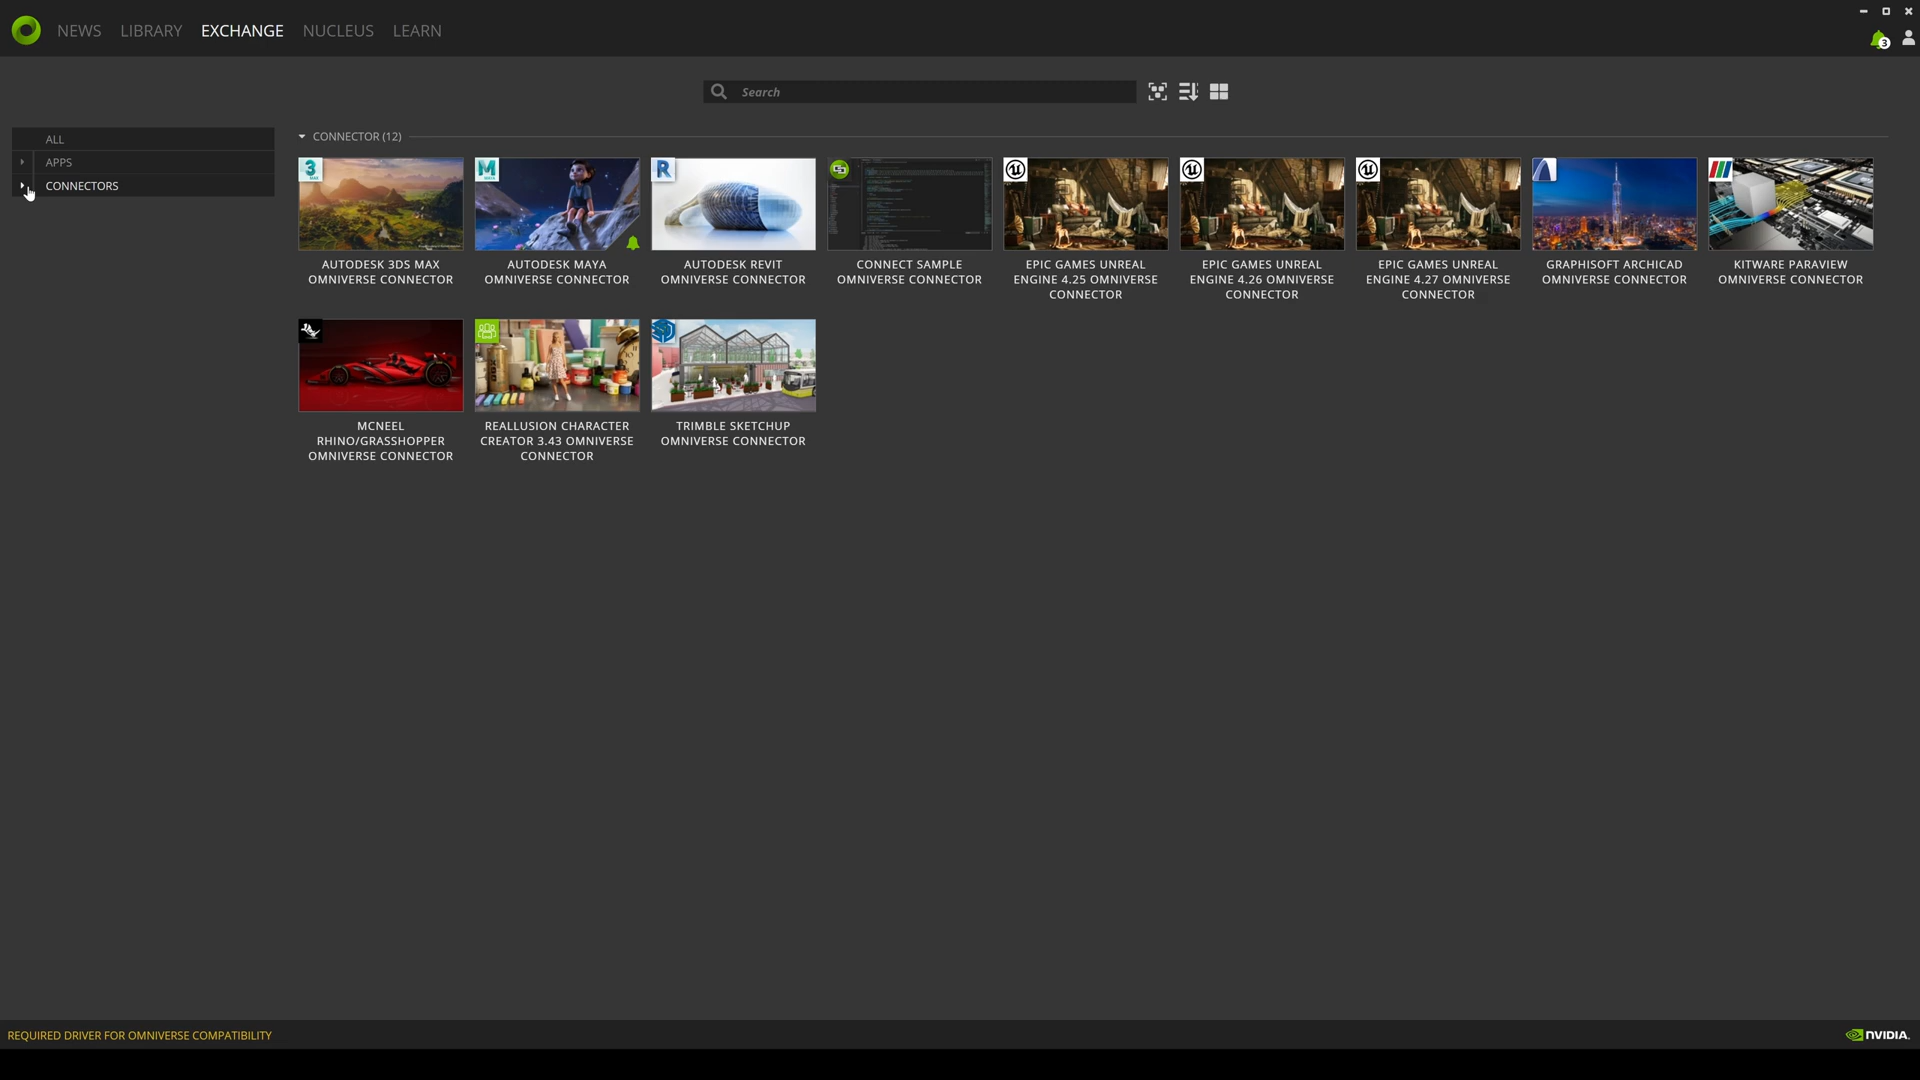 NEWS LIBRARY EXCHANGE NUCLEUS LEARN
3
Search
ALL
APPS
CONNECTORS
CONNECTOR (12)
AUTODESK 3DS MAX
OMNIVERSE CONNECTOR
AUTODESK MAYA
OMNIVERSE CONNECTOR
AUTODESK REVIT
OMNIVERSE CONNECTOR
CONNECT SAMPLE
OMNIVERSE CONNECTOR
EPIC GAMES UNREAL
ENGINE 4.25 OMNIVERSE
CONNECTOR
EPIC GAMES UNREAL
ENGINE 4.26 OMNIVERSE
CONNECTOR
EPIC GAMES UNREAL
ENGINE 4.27 OMNIVERSE
CONNECTOR
GRAPHISOFT ARCHICAD
OMNIVERSE CONNECTOR
KITWARE PARAVIEW
OMNIVERSE CONNECTOR
MCNEEL
RHINO/GRASSHOPPER
OMNIVERSE CONNECTOR
REALLUSION CHARACTER
CREATOR 3.43 OMNIVERSE
CONNECTOR
TRIMBLE SKETCHUP
OMNIVERSE CONNECTOR
REQUIRED DRIVER FOR OMNIVERSE COMPATIBILITY
NVIDIA.